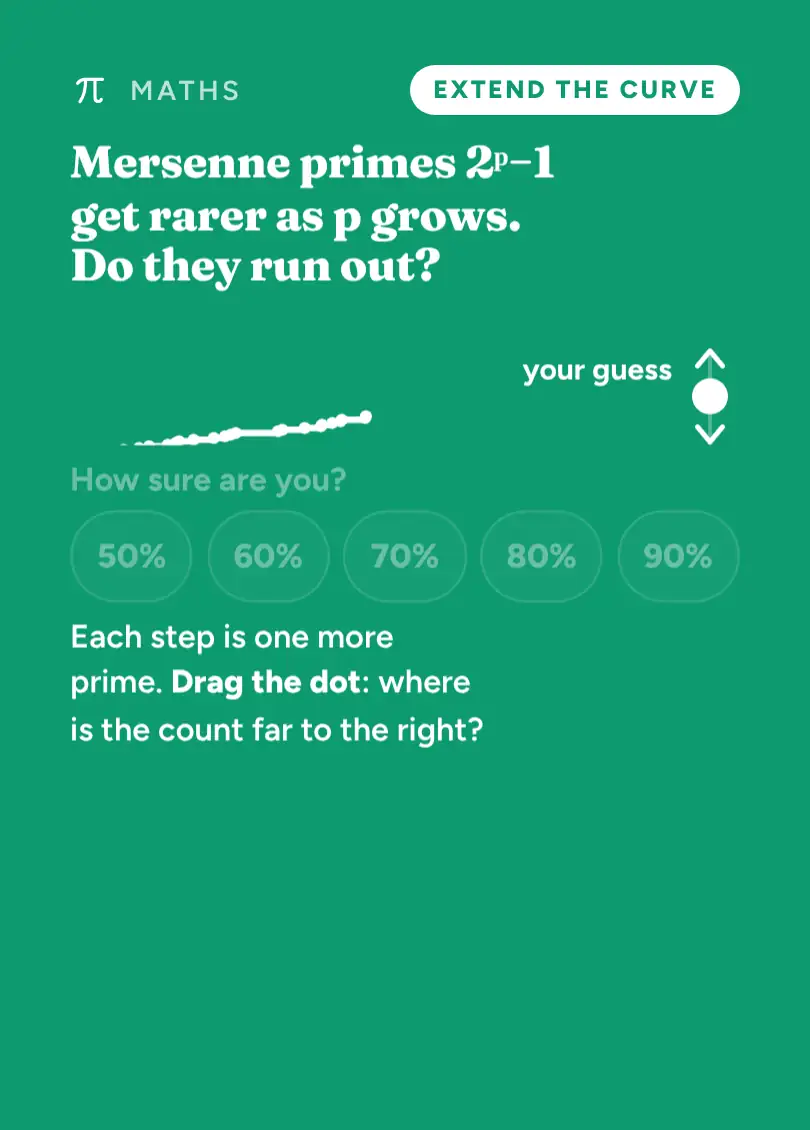 π MATHS
EXTEND THE CURVE
Mersenne primes 2ᵖ−1
get rarer as p grows.
Do they run out?
your guess
How sure are you?
50% 60% 70% 80% 90%
Each step is one more
prime. Drag the dot: where
is the count far to the right?